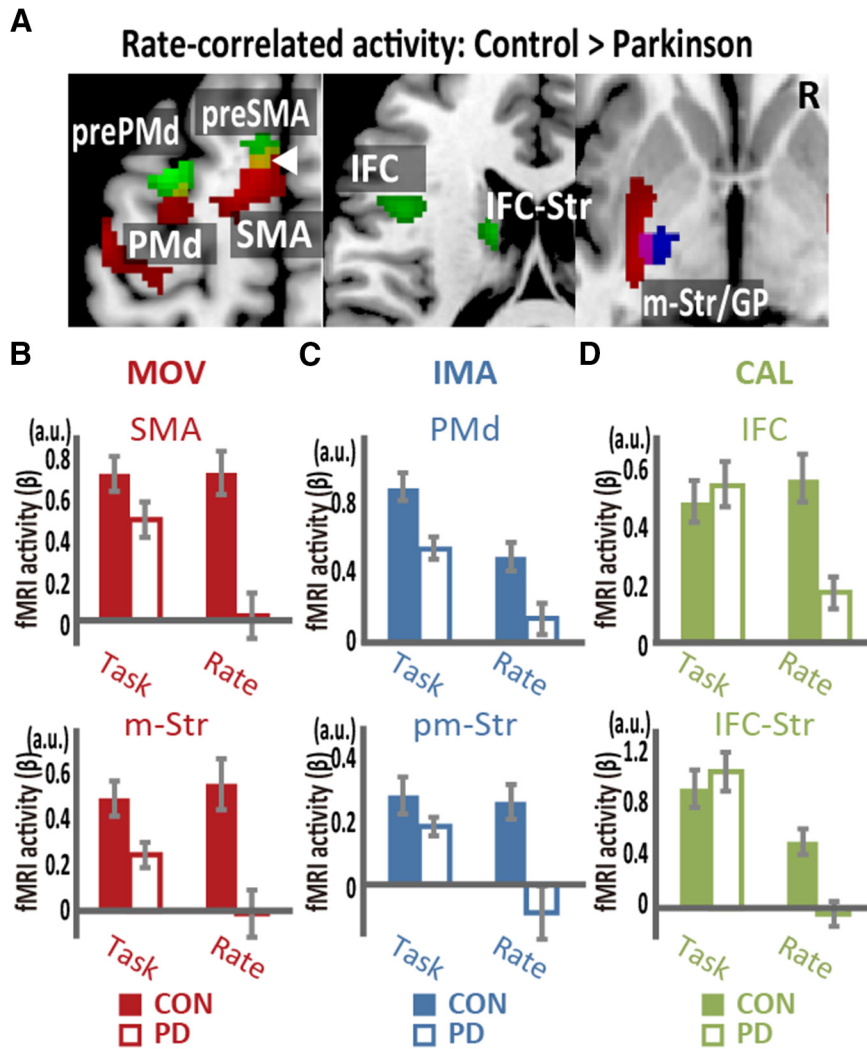 A
Rate-correlated activity: Control > Parkinson
R
prePMd preSMA
IFC
IFC-Str
PMd SMA
m-Str/GP
B MOV
C IMA
D CAL
SMA
(a.u.)
fMRI activity (β)
0.8
0.6
0.4
0.2
0
Task Rate
PMd
(a.u.)
fMRI activity (β)
0.8
0.4
0
Task Rate
IFC
(a.u.)
fMRI activity (β)
0.6
0.4
0.2
0
Task Rate
m-Str
(a.u.)
fMRI activity (β)
0.6
0.4
0.2
0
Task Rate
pm-Str
(a.u.)
fMRI activity (β)
0.4
0.2
0
Task Rate
IFC-Str
(a.u.)
fMRI activity (β)
1.2
0.8
0.4
0
Task Rate
CON
PD
CON
PD
CON
PD